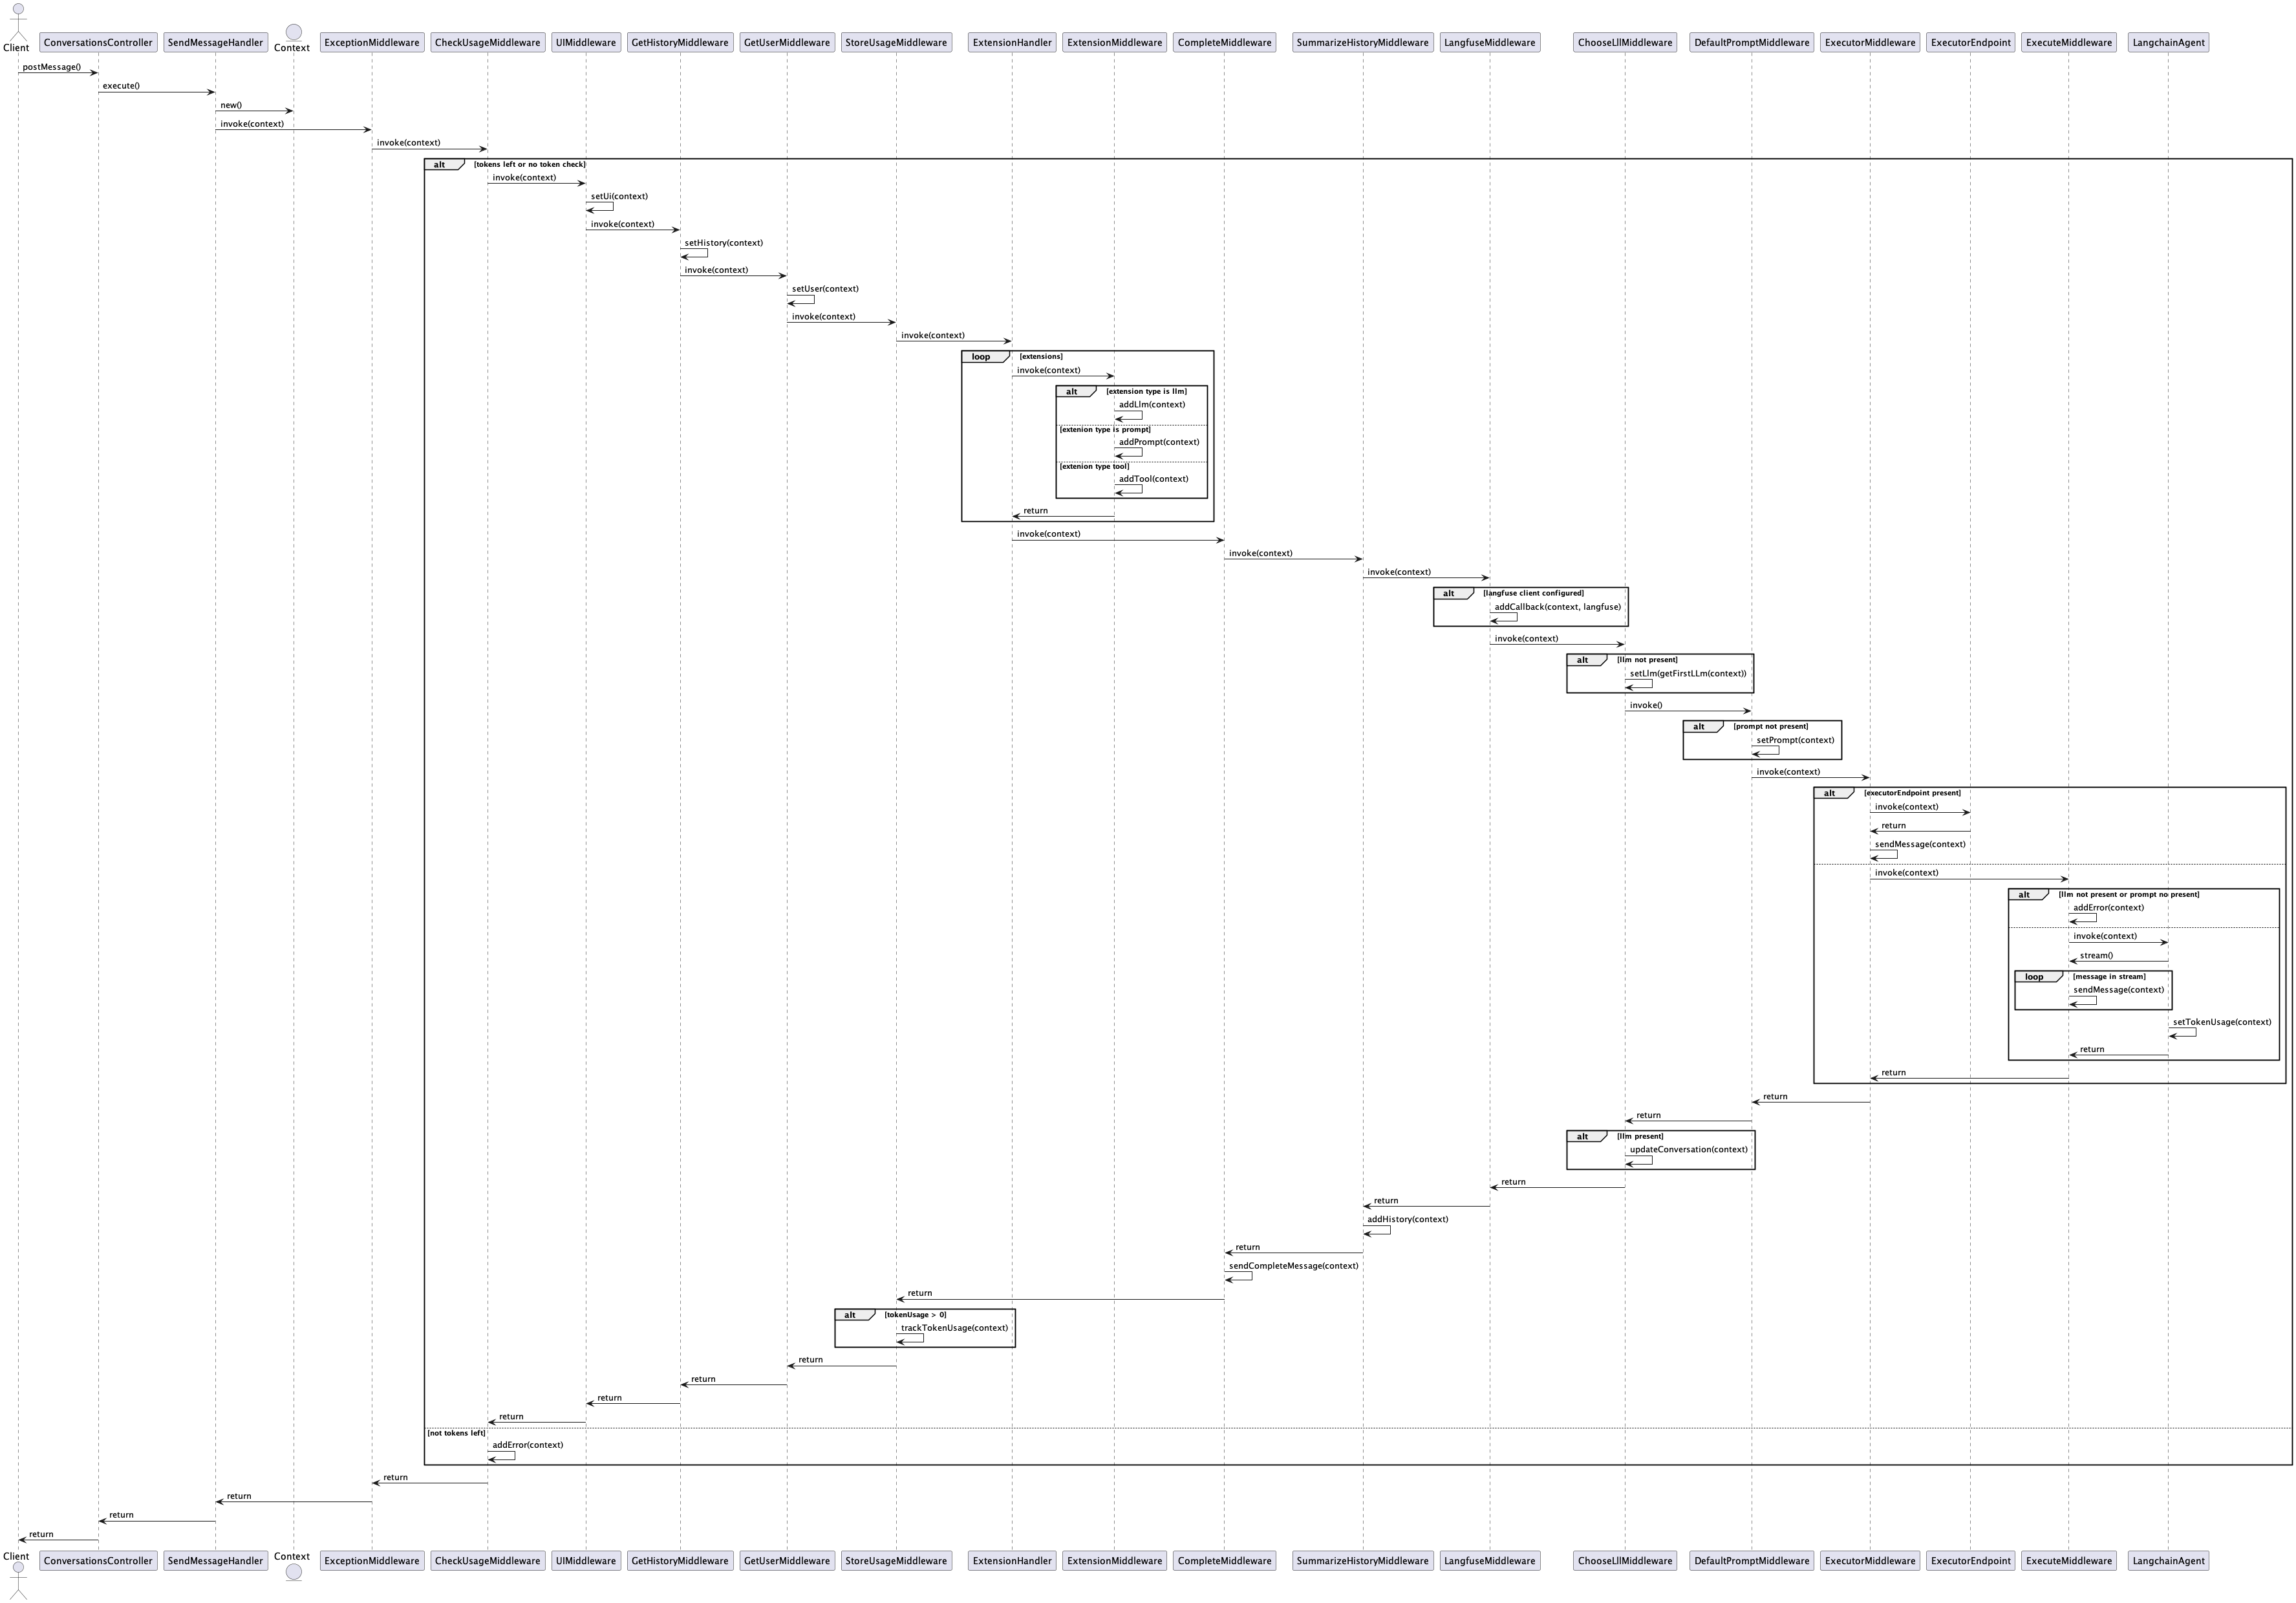 Client
ConversationsController
SendMessageHandler
Context
ExceptionMiddleware
CheckUsageMiddleware
UIMiddleware
GetHistoryMiddleware
GetUserMiddleware
StoreUsageMiddleware
ExtensionHandler
ExtensionMiddleware
CompleteMiddleware
SummarizeHistoryMiddleware
LangfuseMiddleware
ChooseLllMiddleware
DefaultPromptMiddleware
ExecutorMiddleware
ExecutorEndpoint
ExecuteMiddleware
LangchainAgent
postMessage()
execute()
new()
invoke(context)
invoke(context)
alt [tokens left or no token check]
invoke(context)
setUi(context)
invoke(context)
setHistory(context)
invoke(context)
setUser(context)
invoke(context)
invoke(context)
loop [extensions]
invoke(context)
alt [extension type is llm]
addLlm(context)
[extenion type is prompt]
addPrompt(context)
[extenion type tool]
addTool(context)
return
invoke(context)
invoke(context)
invoke(context)
alt [langfuse client configured]
addCallback(context, langfuse)
invoke(context)
alt [llm not present]
setLlm(getFirstLLm(context))
invoke()
alt [prompt not present]
setPrompt(context)
invoke(context)
alt [executorEndpoint present]
invoke(context)
return
sendMessage(context)
invoke(context)
alt [llm not present or prompt no present]
addError(context)
invoke(context)
stream()
loop [message in stream]
sendMessage(context)
setTokenUsage(context)
return
return
return
return
alt [llm present]
updateConversation(context)
return
return
addHistory(context)
return
sendCompleteMessage(context)
return
alt [tokenUsage > 0]
trackTokenUsage(context)
return
return
return
return
[not tokens left]
addError(context)
return
return
return
return
Client
ConversationsController
SendMessageHandler
Context
ExceptionMiddleware
CheckUsageMiddleware
UIMiddleware
GetHistoryMiddleware
GetUserMiddleware
StoreUsageMiddleware
ExtensionHandler
ExtensionMiddleware
CompleteMiddleware
SummarizeHistoryMiddleware
LangfuseMiddleware
ChooseLllMiddleware
DefaultPromptMiddleware
ExecutorMiddleware
ExecutorEndpoint
ExecuteMiddleware
LangchainAgent